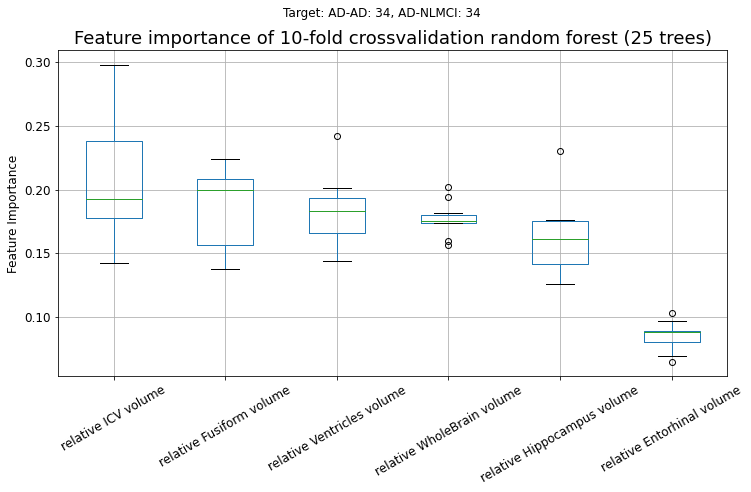 Target: AD-AD: 34, AD-NLMCI: 34
Feature importance of 10-fold crossvalidation random forest (25 trees)
Feature Importance
0.30
0.25
0.20
0.15
0.10
relative ICV volume
relative Fusiform volume
relative Ventricles volume
relative WholeBrain volume
relative Hippocampus volume
relative Entorhinal volume